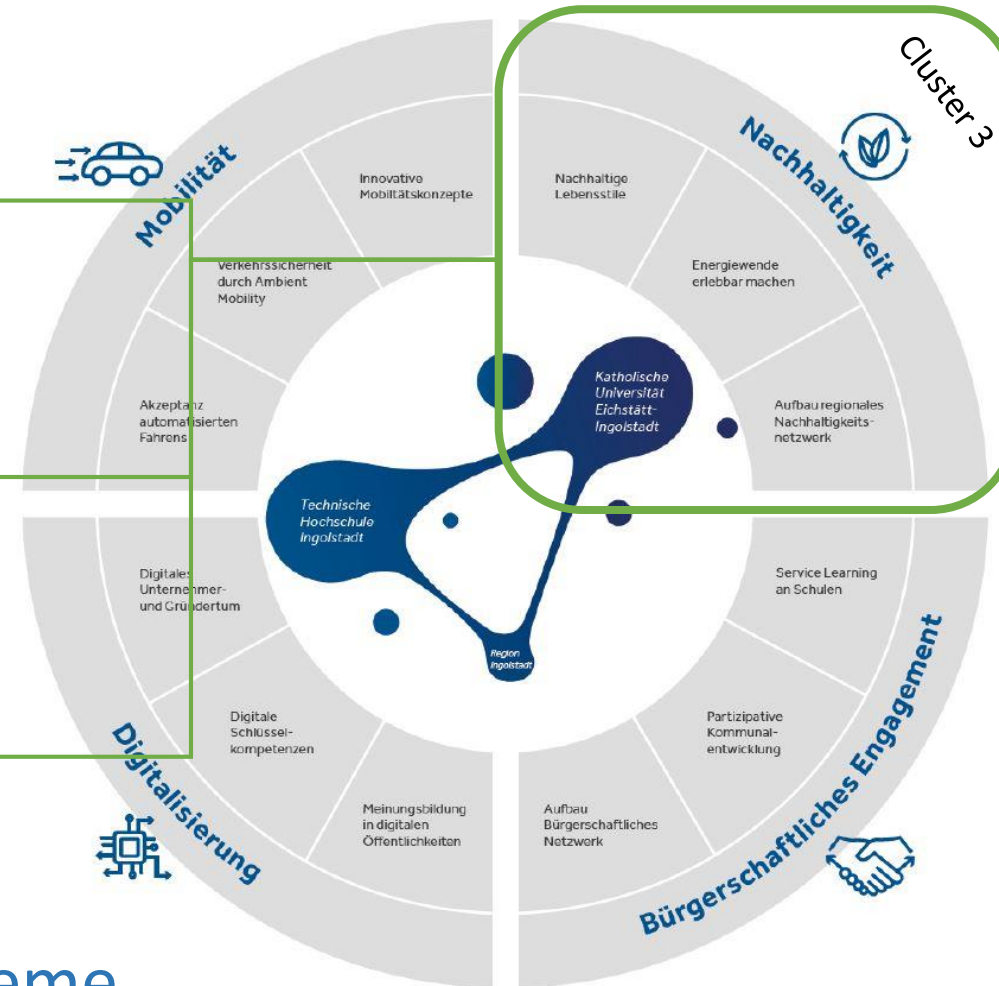 Cluster 3
Mobilität
Innovative
Mobiltätskonzepte
Verkehrssicherheit
durch Ambient
Mobility
Akzeptanz
automatisierten
Fahrens
Nachhaltigkeit
Nachhaltige
Lebensstile
Energiewende
erlebbar machen
Aufbau regionales
Nachhaltigkeits-
netzwerk
Katholische
Universität
Eichstätt-
Ingolstadt
Technische
Hochschule
Ingolstadt
Region
Ingolstadt
Digitales
Unternehmer-
und Gründertum
Digitale
Schlüssel-
kompetenzen
Meinungsbildung
in digitalen
Öffentlichkeiten
Digitalisierung
Service Learning
an Schulen
Partizipative
Kommunal-
entwicklung
Aufbau
Bürgerschaftliches
Netzwerk
Bürgerschaftliches Engagement